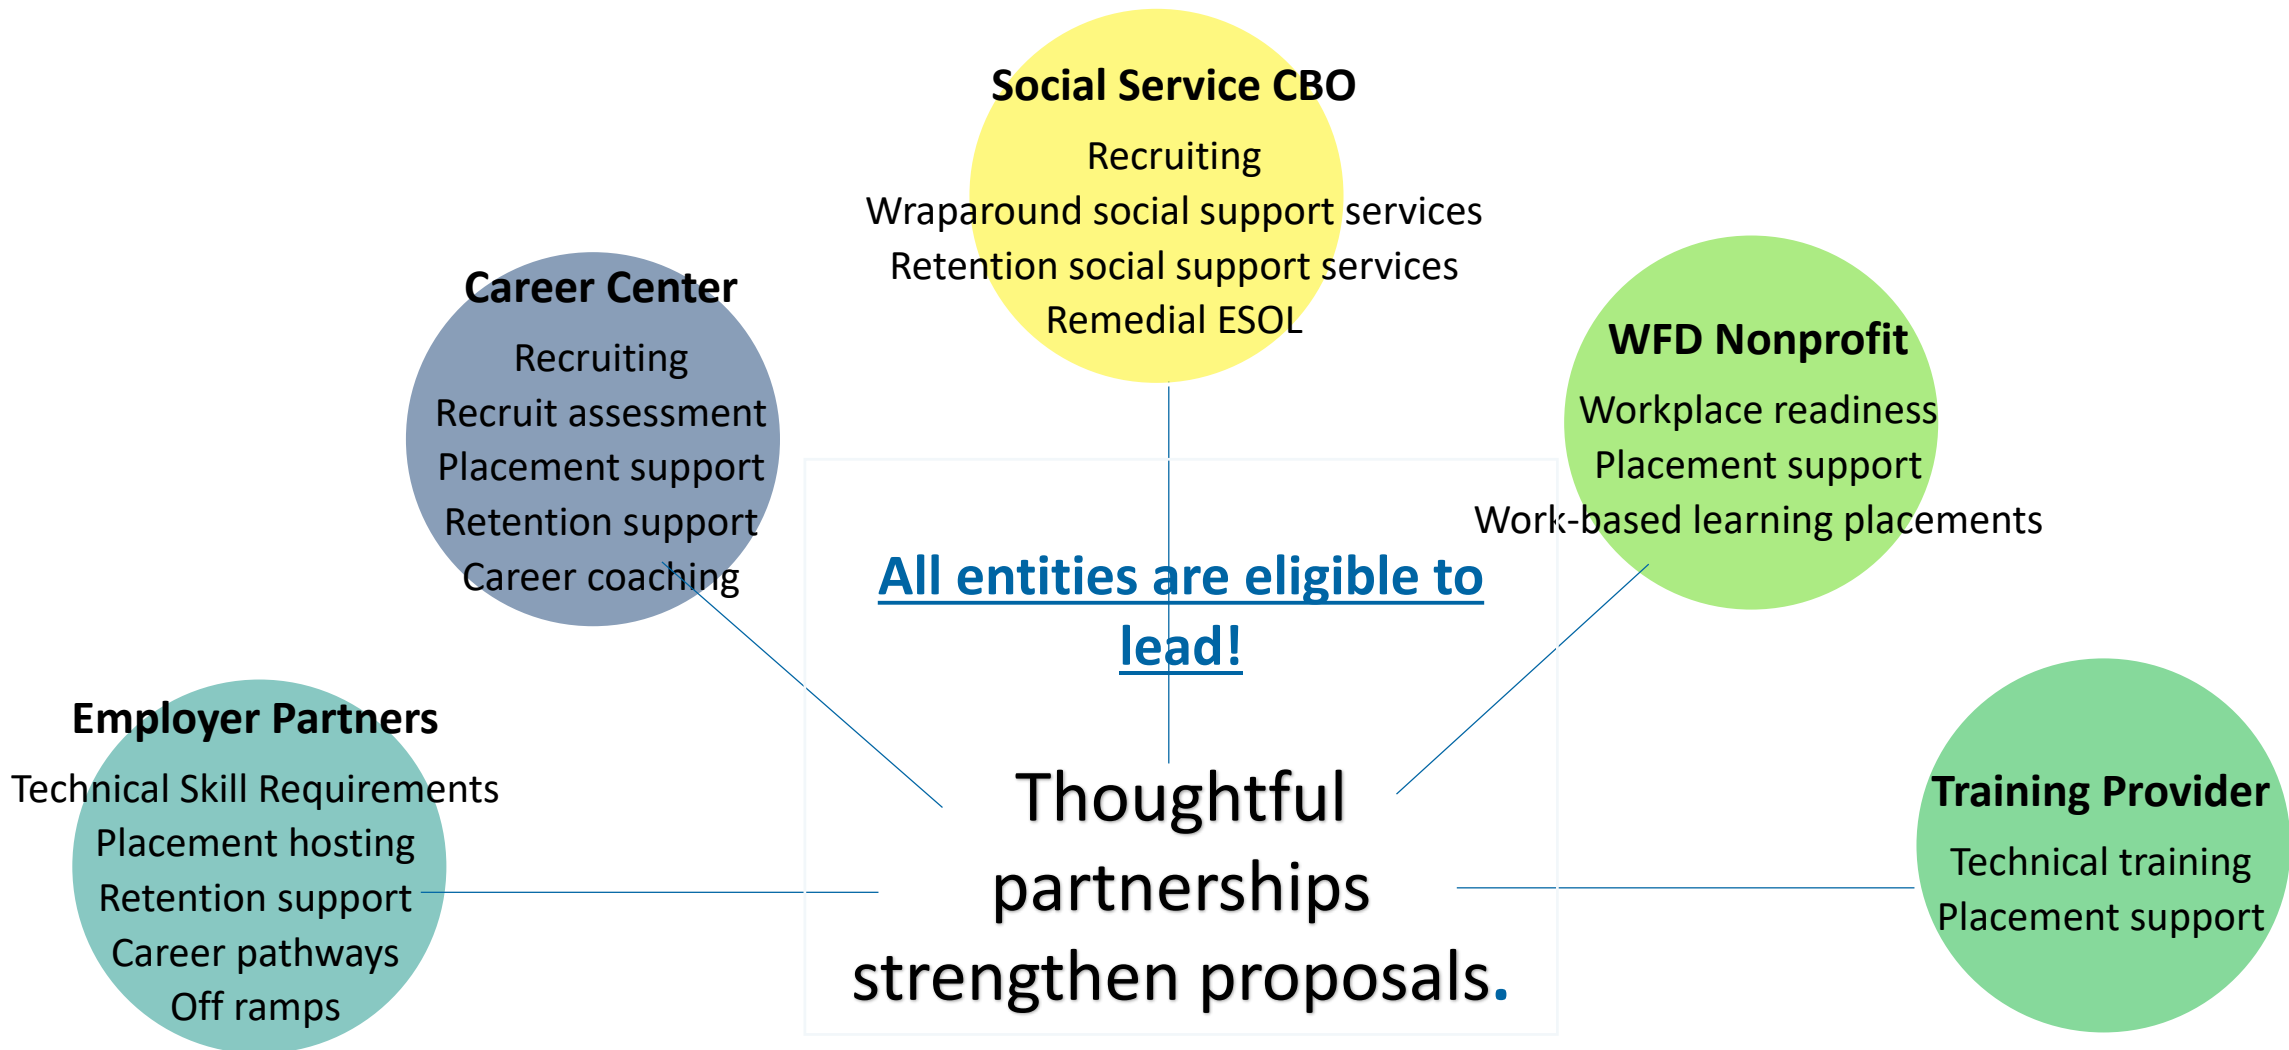 Social Service CBO
Recruiting
Wraparound social support services
Retention social support services
Remedial ESOL
Career Center
Recruiting
Recruit assessment
Placement support
Retention support
Career coaching
WFD Nonprofit
Workplace readiness
Placement support
Work-based learning placements
Employer Partners
Technical Skill Requirements
Placement hosting
Retention support
Career pathways
Off ramps
All entities are eligible to
lead!
Thoughtful
partnerships
strengthen proposals.
Training Provider
Technical training
Placement support